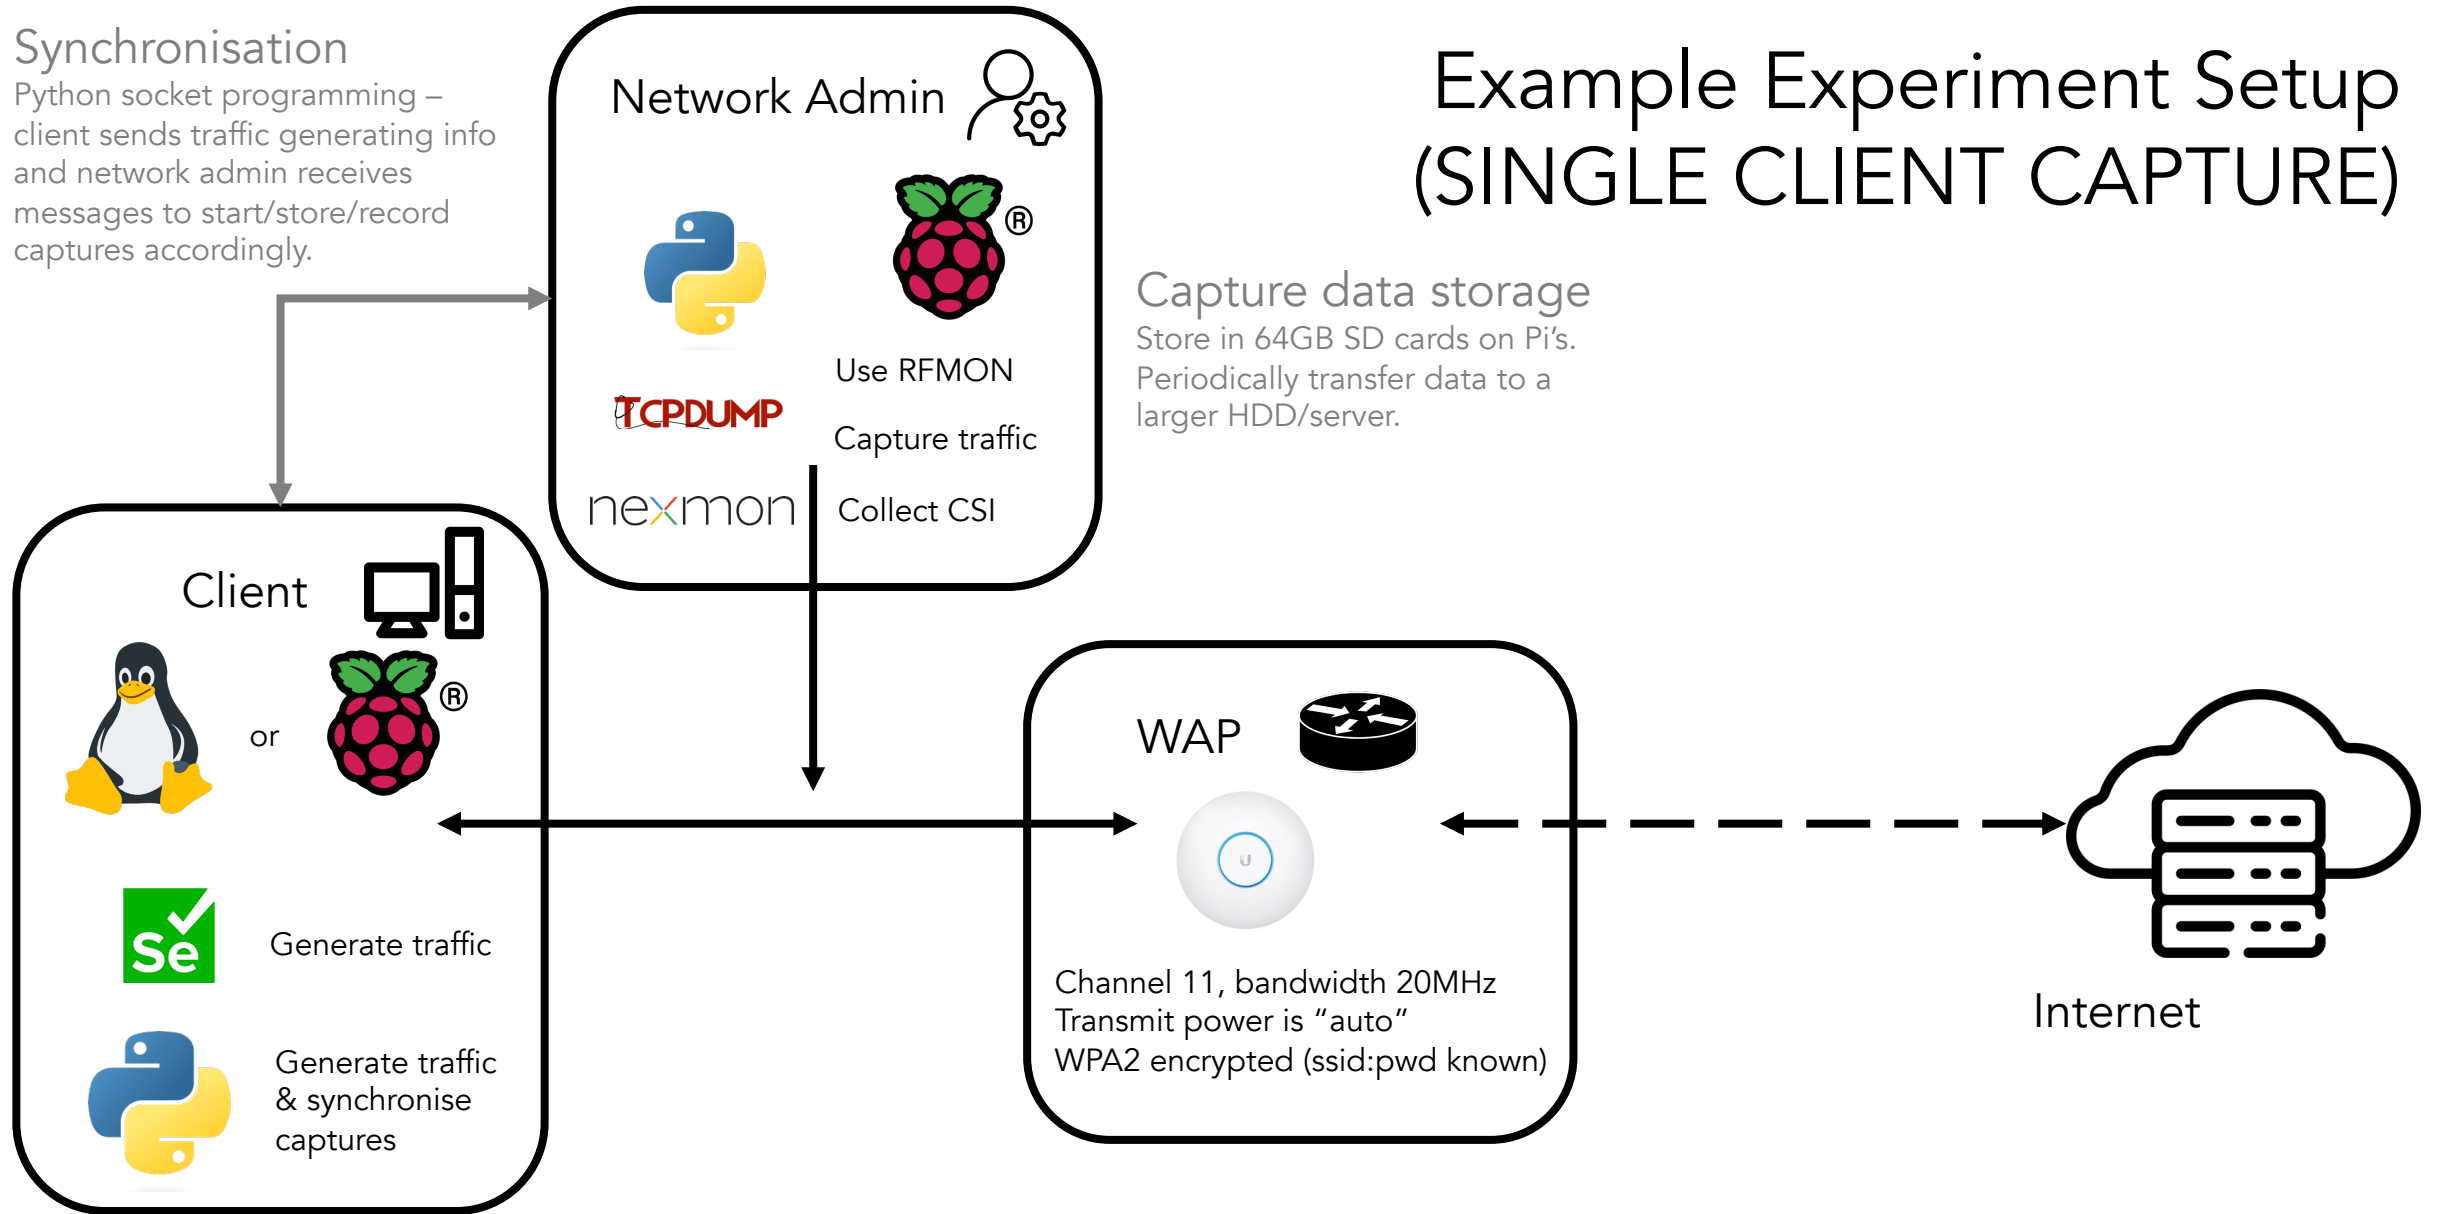 Synchronisation
Python socket programming –
client sends traffic generating info
and network admin receives
messages to start/store/record
captures accordingly.
Network Admin
®
Use RFMON
TCPDUMP
Capture traffic
nexmon
Collect CSI
Example Experiment Setup
(SINGLE CLIENT CAPTURE)
Capture data storage
Store in 64GB SD cards on Pi’s.
Periodically transfer data to a
larger HDD/server.
Client
or
®
Se
Generate traffic
Generate traffic
& synchronise
captures
WAP
U
Channel 11, bandwidth 20MHz
Transmit power is “auto”
WPA2 encrypted (ssid:pwd known)
Internet